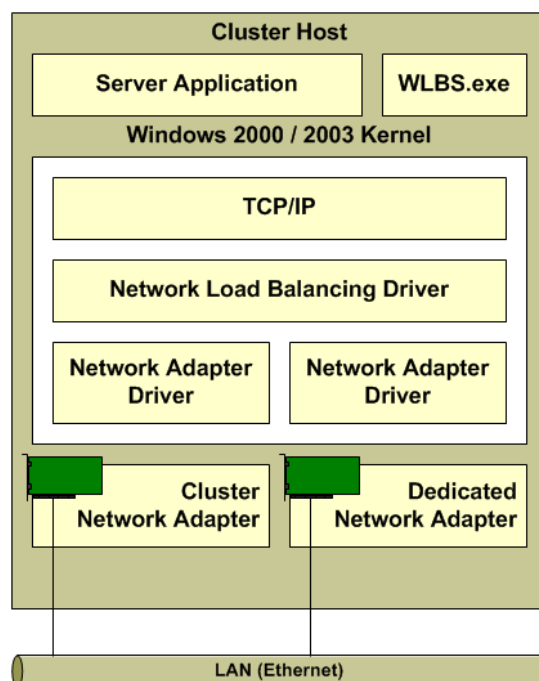 Cluster Host
Server Application
WLBS.exe
Windows 2000 / 2003 Kernel
TCP/IP
Network Load Balancing Driver
Network Adapter
Driver
Network Adapter
Driver
Cluster
Network Adapter
Dedicated
Network Adapter
LAN (Ethernet)